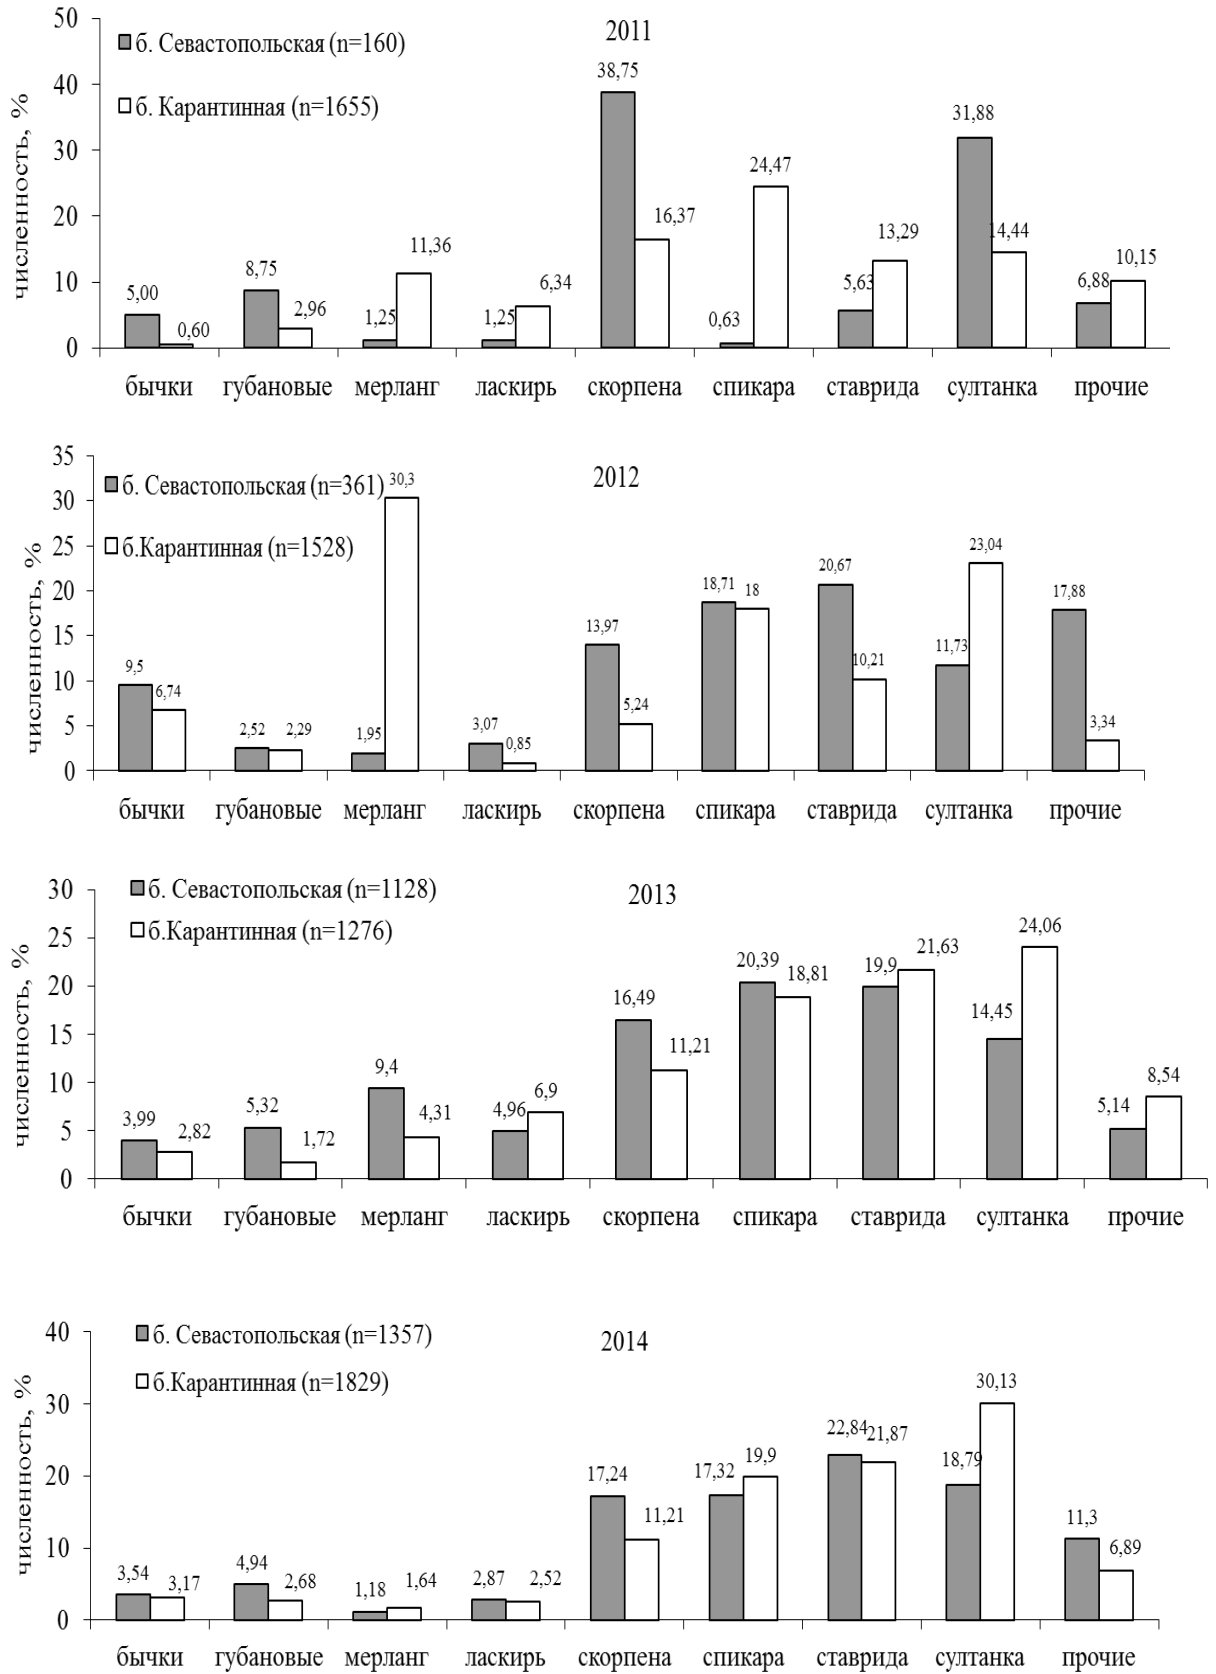 2011
б. Севастопольская (n=160)
б. Карантинная (n=1655)
численность, %
50
40
30
20
10
0
5,00 0,60 8,75 2,96 1,25 11,36 1,25 6,34 38,75 16,37 0,63 24,47 5,63 13,29 31,88 14,44 6,88 10,15
бычки губановые мерланг ласкирь скорпена спикара ставрида султанка прочие
2012
б. Севастопольская (n=361)
б.Карантинная (n=1528)
численность, %
35
30
25
20
15
10
5
0
9,5 6,74 2,52 2,29 1,95 30,3 3,07 0,85 13,97 5,24 18,71 18 20,67 10,21 11,73 23,04 17,88 3,34
бычки губановые мерланг ласкирь скорпена спикара ставрида султанка прочие
2013
б. Севастопольская (n=1128)
б.Карантинная (n=1276)
численность, %
30
25
20
15
10
5
0
3,99 2,82 5,32 1,72 9,4 4,31 4,96 6,9 16,49 11,21 20,39 18,81 19,9 21,63 14,45 24,06 5,14 8,54
бычки губановые мерланг ласкирь скорпена спикара ставрида султанка прочие
2014
б. Севастопольская (n=1357)
б.Карантинная (n=1829)
численность, %
40
30
20
10
0
3,54 3,17 4,94 2,68 1,18 1,64 2,87 2,52 17,24 11,21 17,32 19,9 22,84 21,87 18,79 30,13 11,3 6,89
бычки губановые мерланг ласкирь скорпена спикара ставрида султанка прочие